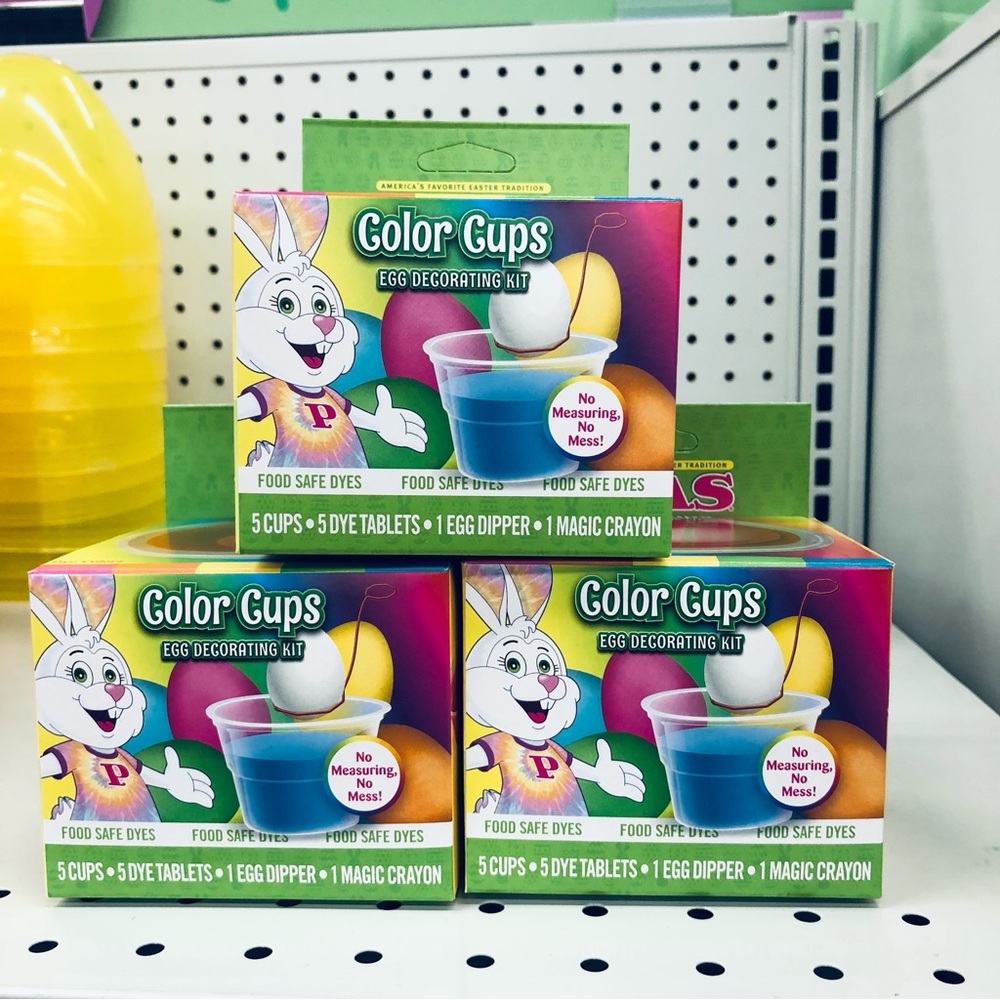 AMERICA'S FAVORITE EASTER TRADITION
Color Cups
EGG DECORATING KIT
P
No
Measuring,
No
Mess!
FOOD SAFE DYES FOOD SAFE DYES FOOD SAFE DYES
5 CUPS • 5 DYE TABLETS • 1 EGG DIPPER • 1 MAGIC CRAYON
TRADITION
AS
Color Cups
EGG DECORATING KIT
P
No
Measuring,
No
Mess!
FOOD SAFE DYES FOOD SAFE DYES FOOD SAFE DYES
5 CUPS • 5 DYE TABLETS • 1 EGG DIPPER • 1 MAGIC CRAYON
Color Cups
EGG DECORATING KIT
P
No
Measuring,
No
Mess!
FOOD SAFE DYES FOOD SAFE DYES FOOD SAFE DYES
5 CUPS • 5 DYE TABLETS • 1 EGG DIPPER • 1 MAGIC CRAYON